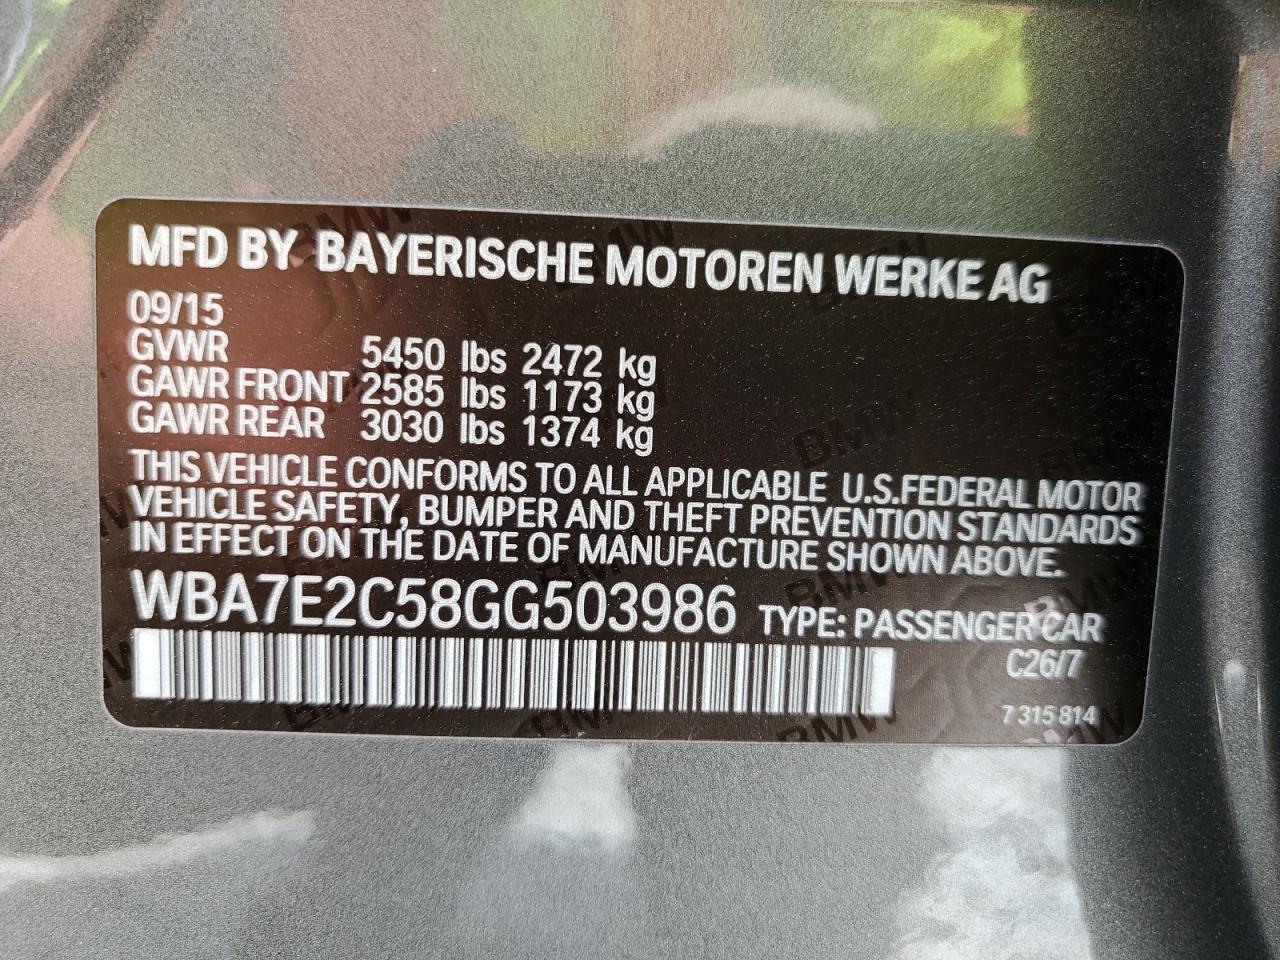 MFD BY BAYERISCHE MOTOREN WERKE AG
09/15
GVWR 5450 lbs 2472 kg
GAWR FRONT 2585 lbs 1173 kg
GAWR REAR 3030 lbs 1374 kg
THIS VEHICLE CONFORMS TO ALL APPLICABLE U.S.FEDERAL MOTOR
VEHICLE SAFETY, BUMPER AND THEFT PREVENTION STANDARDS
IN EFFECT ON THE DATE OF MANUFACTURE SHOWN ABOVE.
WBA7E2C58GG503986 TYPE: PASSENGER CAR
C26/7
7 315 814